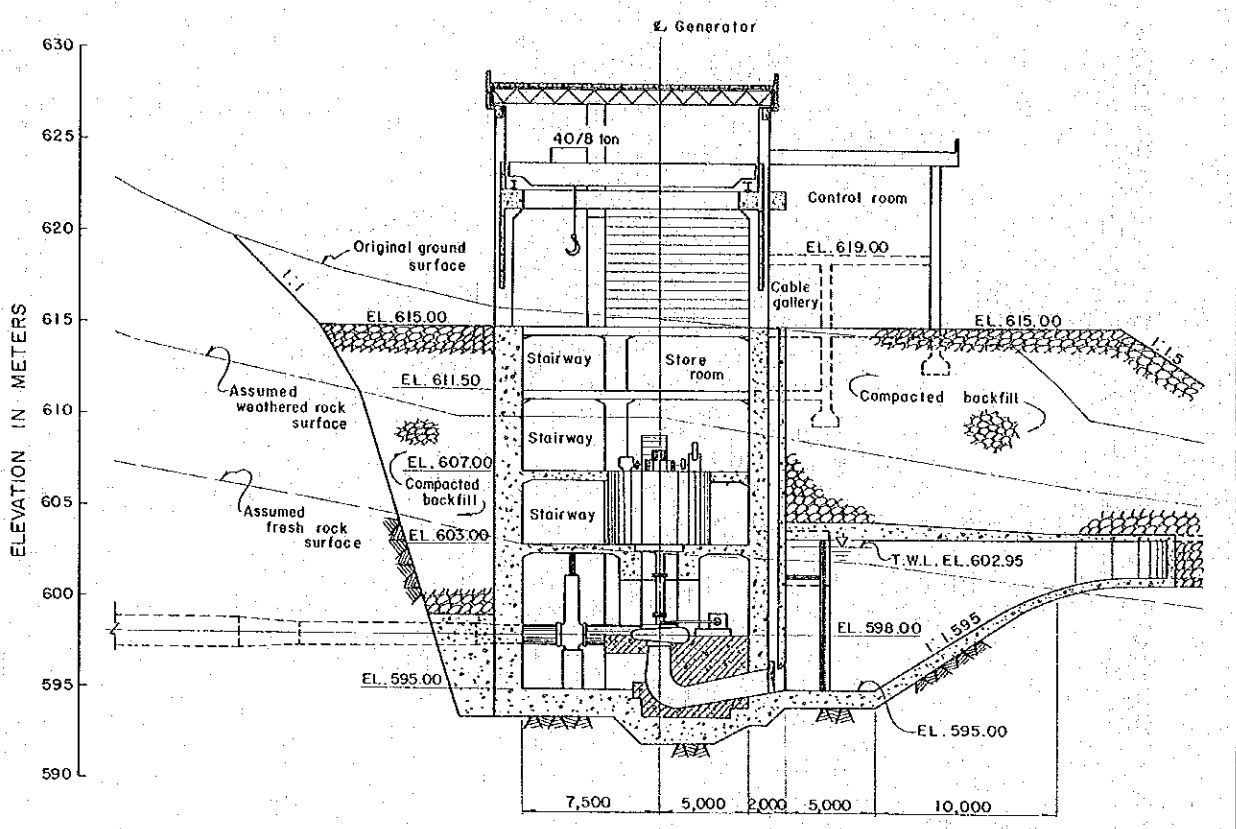 ℄ Generator
630
625
620
615
610
605
600
595
590
ELEVATION IN METERS
40/8 ton
Control room
EL.619.00
Original ground
surface
1:1
Cable
gallery
EL.615.00
EL.615.00
1:1.5
Stairway
Store
room
EL.611.50
Assumed
weathered rock
surface
Compacted backfill
Stairway
EL.607.00
Compacted
backfill
Stairway
Assumed
fresh rock
surface
EL.603.00
T.W.L. EL.602.95
EL.598.00
1:1.595
EL.595.00
EL.595.00
7,500
5,000
2,000
5,000
10,000